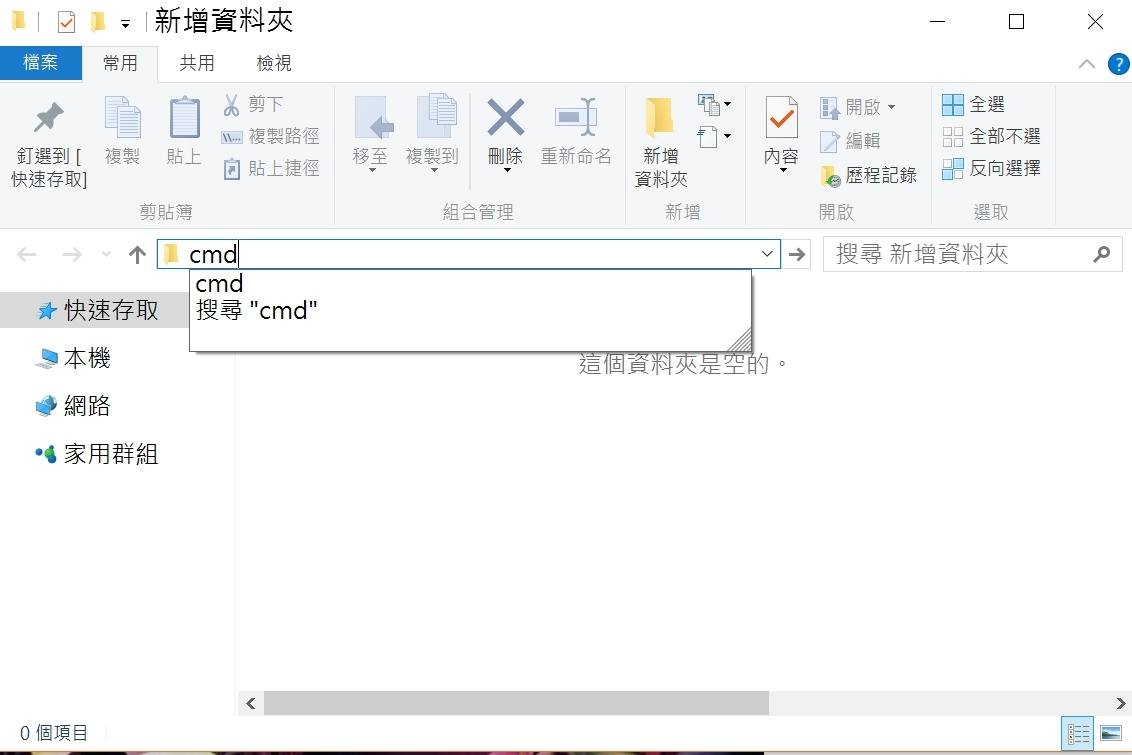 新增資料夾
檔案 常用 共用 檢視
?
釘選到 [
快速存取]
複製
貼上
剪下
複製路徑
貼上捷徑
剪貼簿
移至
複製到
刪除
重新命名
組合管理
新增
資料夾
新增
內容
開啟
編輯
歷程記錄
開啟
全選
全部不選
反向選擇
選取
cmd
搜尋 新增資料夾
cmd
搜尋 "cmd"
快速存取
本機
網路
家用群組
這個資料夾是空的。
0 個項目